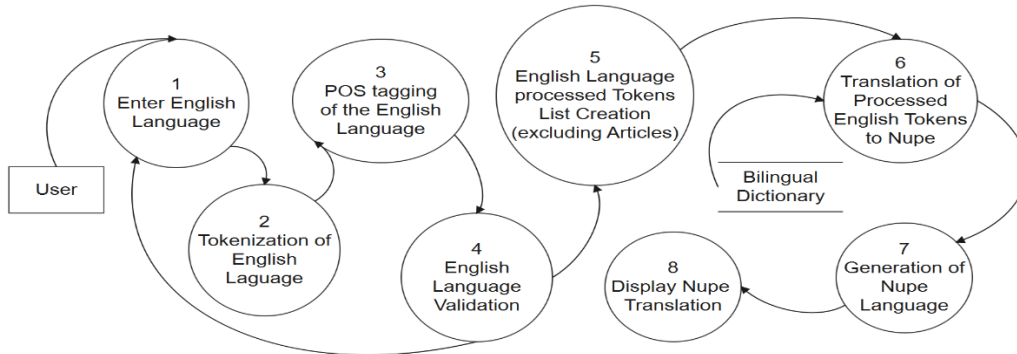 User
1
Enter English
Language
2
Tokenization of
English
Laguage
3
POS tagging
of the English
Language
4
English
Language
Validation
5
English Language
processed Tokens
List Creation
(excluding Articles)
6
Translation of
Processed
English Tokens
to Nupe
Bilingual
Dictionary
7
Generation of
Nupe
Language
8
Display Nupe
Translation